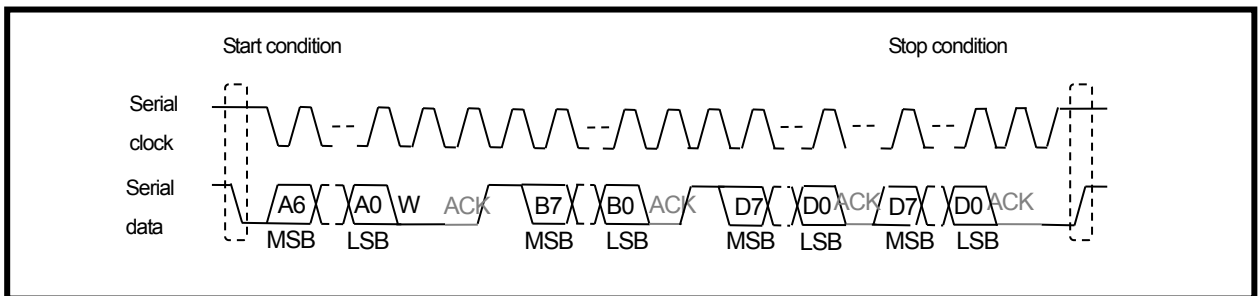 Start condition Stop condition
Serial
clock
Serial
data
A6 A0 W ACK B7 B0 ACK D7 D0 ACK D7 D0 ACK
MSB LSB MSB LSB MSB LSB MSB LSB